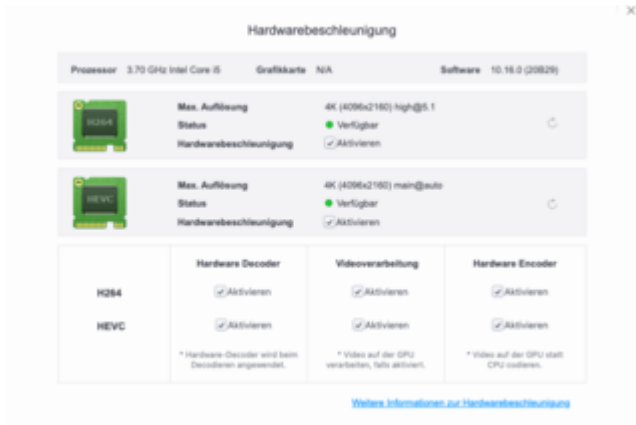 Hardwarebeschleunigung
Prozessor 3.70 GHz Intel Core i5 Grafikkarte N/A Software 10.16.0 (20B29)
H264
Max. Auflösung 4K (4096x2160) high@5.1
Status Verfügbar
Hardwarebeschleunigung Aktivieren
HEVC
Max. Auflösung 4K (4096x2160) main@auto
Status Verfügbar
Hardwarebeschleunigung Aktivieren
Hardware Decoder Videoverarbeitung Hardware Encoder
H264 Aktivieren Aktivieren Aktivieren
HEVC Aktivieren Aktivieren Aktivieren
* Hardware-Decoder wird beim * Video auf der GPU * Video auf der GPU statt
Decodieren angewendet. verarbeiten, falls aktiviert. CPU codieren.
Weitere Informationen zur Hardwarebeschleunigung